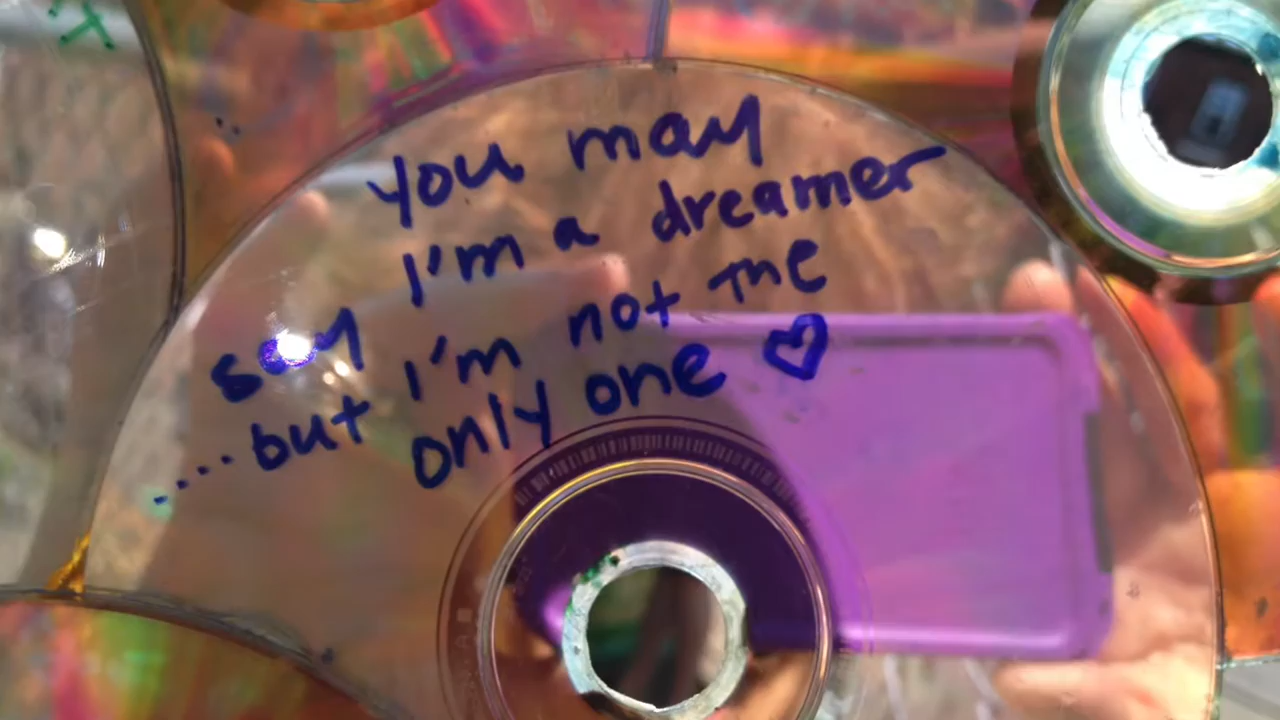 you may
say I'm a dreamer
....but I'm not the
only one ♡